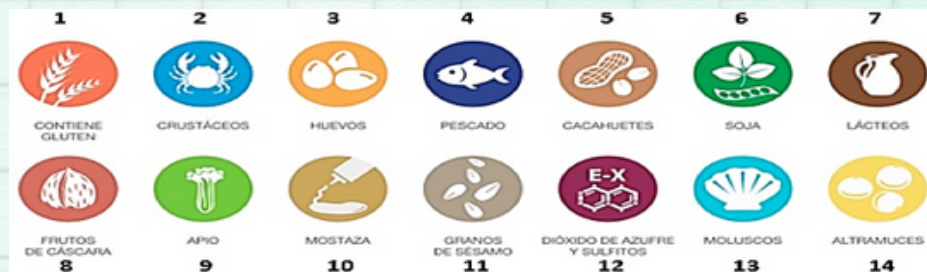 1 2 3 4 5 6 7
CONTIENE GLUTEN
CRUSTÁCEOS
HUEVOS
PESCADO
CACAHUETES
SOJA
LÁCTEOS
E-X
FRUTOS DE CÁSCARA
APIO
MOSTAZA
GRANOS DE SÉSAMO
DIÓXIDO DE AZUFRE Y SULFITOS
MOLUSCOS
ALTRAMUCES
8 9 10 11 12 13 14